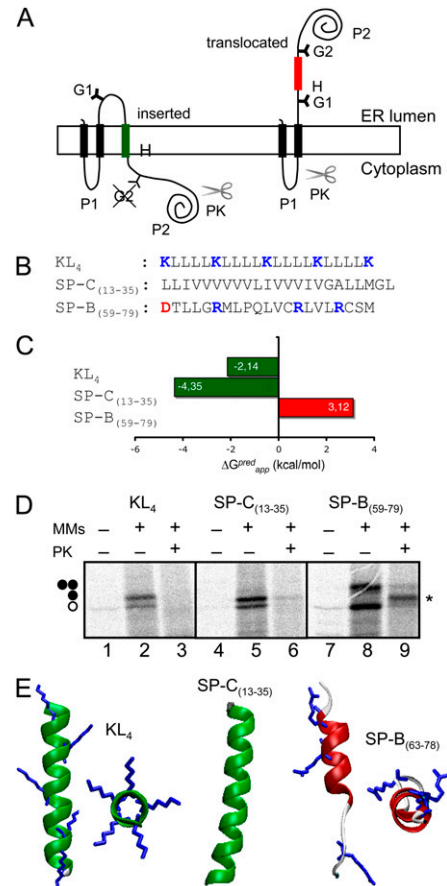 A
P2
translocated
G2
H
G1
G1
inserted
ER lumen
H
Cytoplasm
P1
G2
P2
PK
P1
PK
B
KL4 : KLLLLKLLLLKLLLLKLLLLK
SP-C(13-35) : LLIVVVVVVLIVVVIVGALLMGL
SP-B(59-79) : DTLLGRMLPQLVCRLVLRCSM
C
KL4
-2,14
SP-C(13-35)
-4,35
SP-B(59-79)
3,12
-6 -4 -2 0 2 4
ΔGpredapp (kcal/mol)
D
KL4 SP-C(13-35) SP-B(59-79)
MMs – + + – + + – + +
PK + + +
*
1 2 3 4 5 6 7 8 9
E
KL4
SP-C(13-35)
SP-B(63-78)